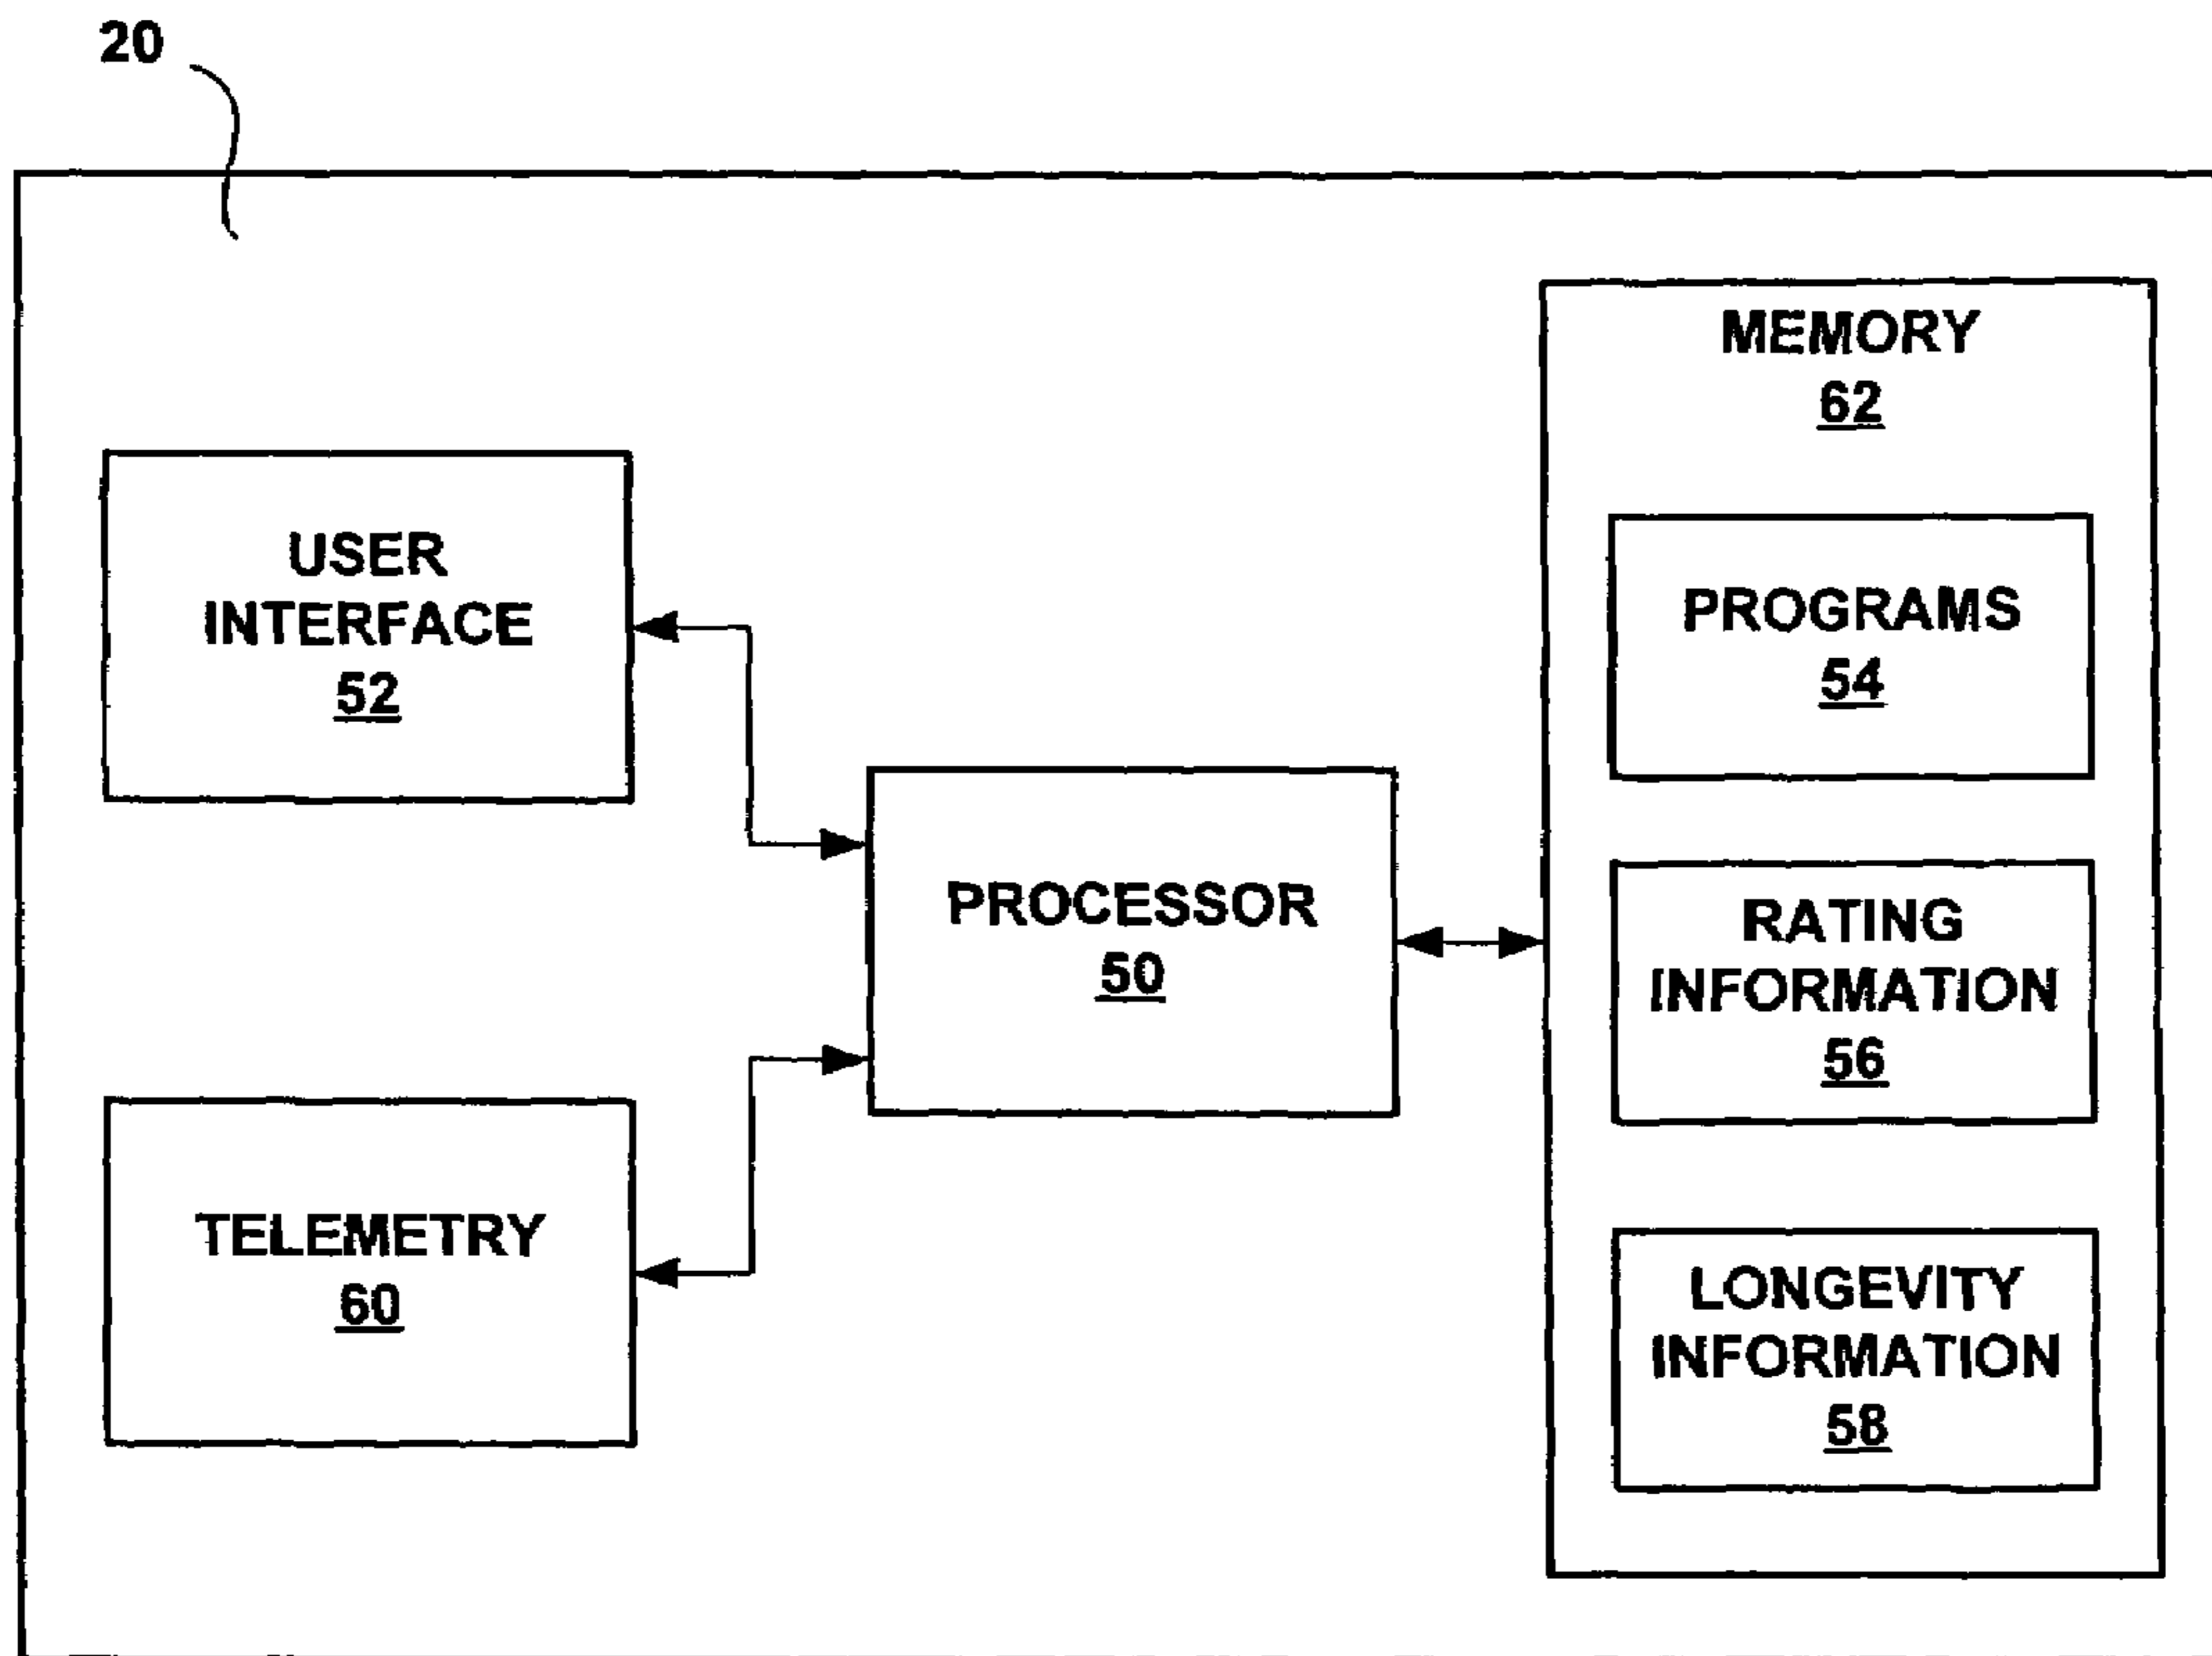 20
USER
INTERFACE
52
TELEMETRY
60
PROCESSOR
50
MEMORY
62
PROGRAMS
54
RATING
INFORMATION
56
LONGEVITY
INFORMATION
58